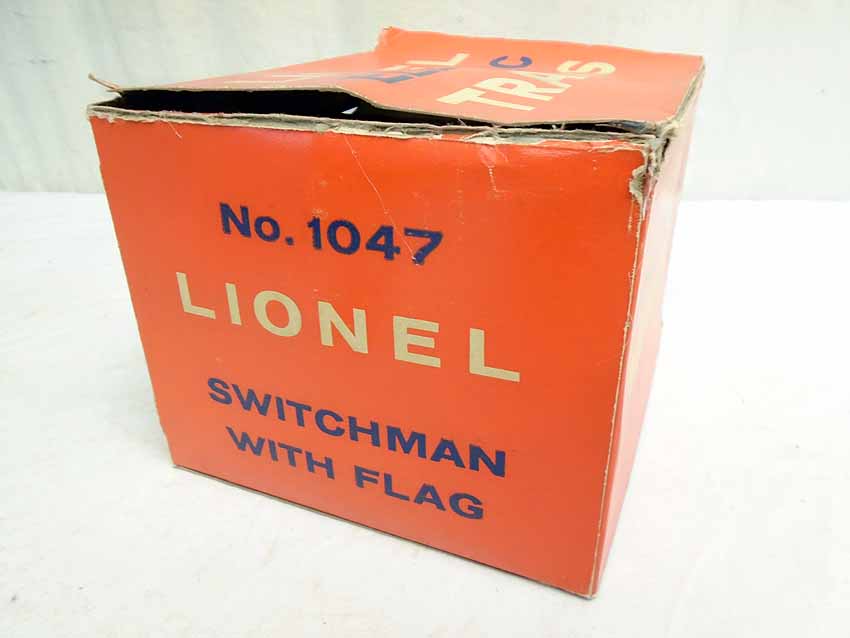 No. 1047
LIONEL
SWITCHMAN
WITH FLAG